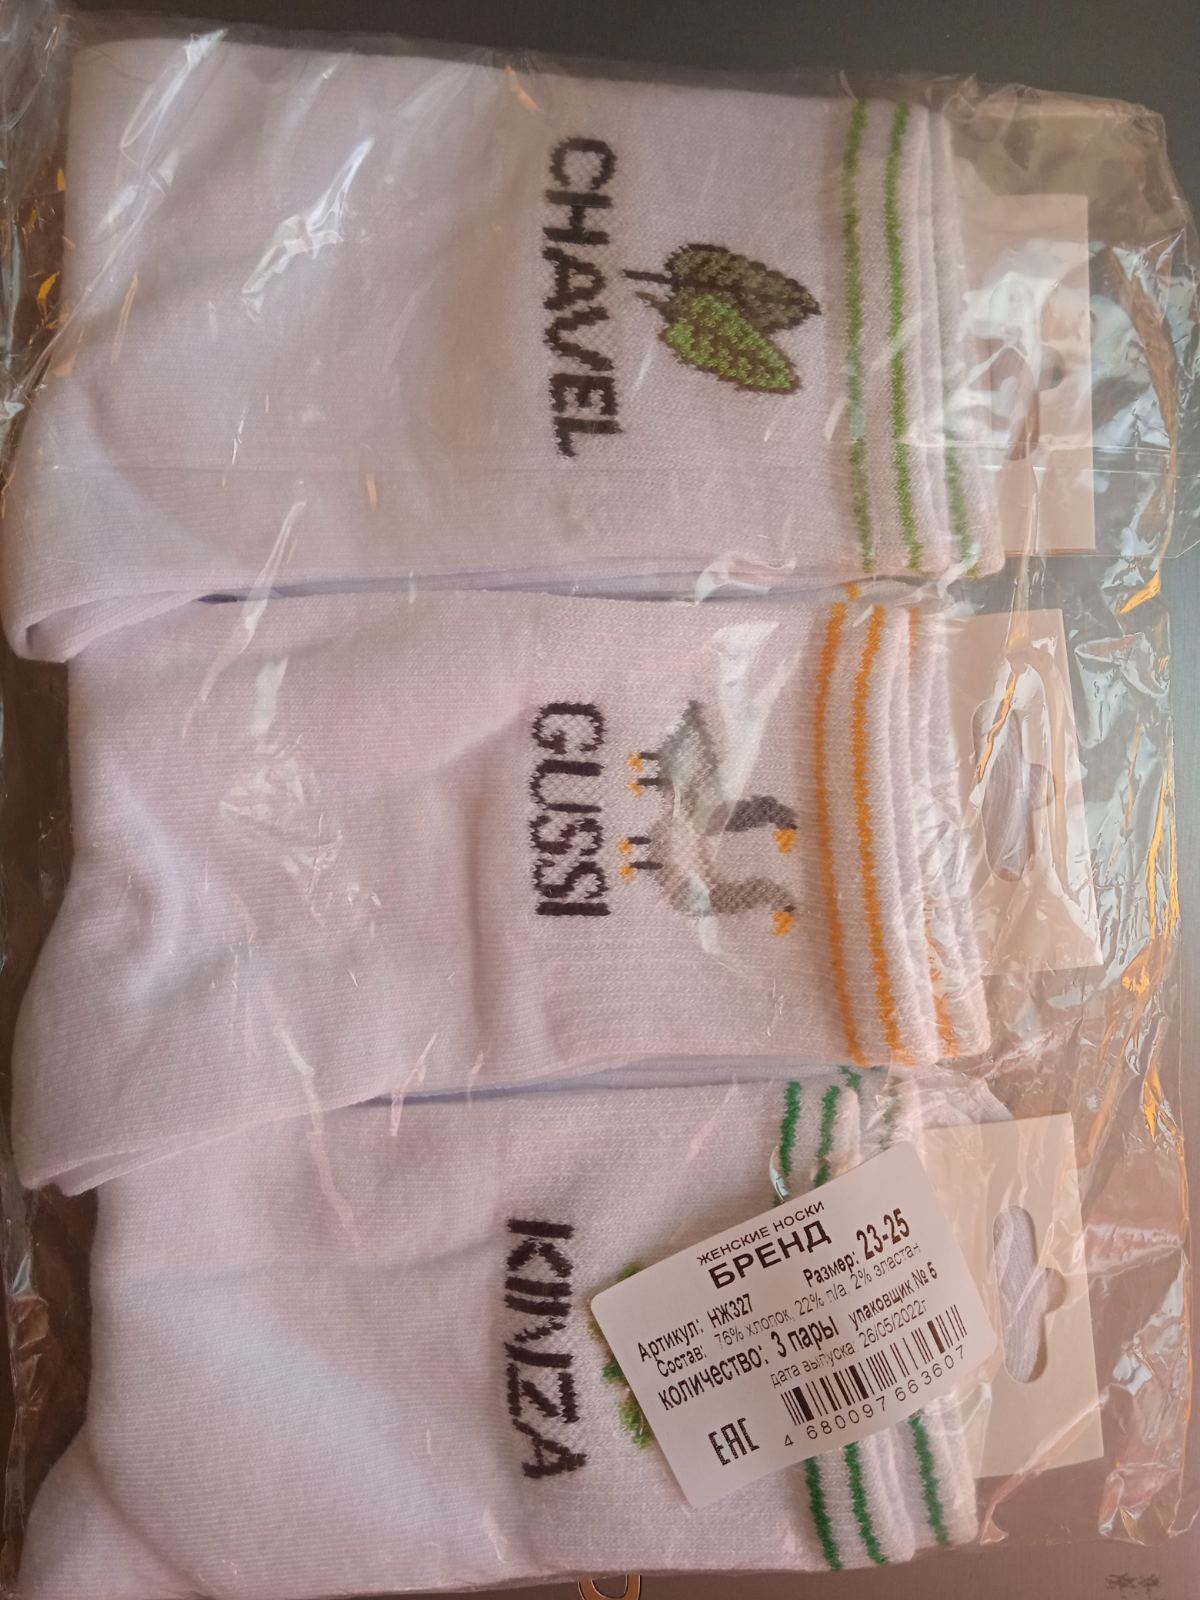 CHAVEL
GUSSI
KINZA
ЖЕНСКИЕ НОСКИ
БРЕНД
Артикул: НЖ327 Размер: 23-25
Состав: 76% хлопок, 22% п/а, 2% эластан
количество: 3 пары упаковщик № 6
дата выпуска: 26/05/2022г
ЕАС
4 680097 663607